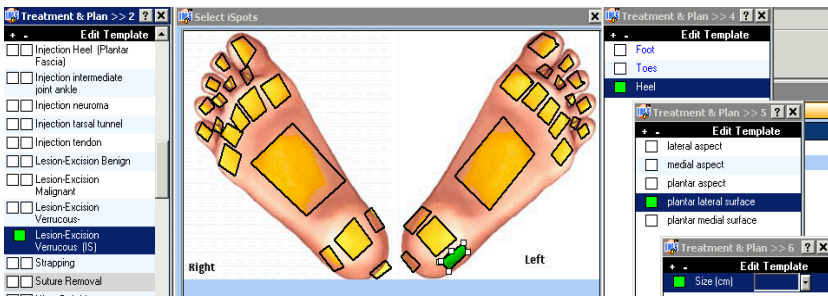 Treatment & Plan >> 2
+ - Edit Template
Injection Heel (Plantar
Fascia)
Injection intermediate
joint ankle
Injection neuroma
Injection tarsal tunnel
Injection tendon
Lesion-Excision Benign
Lesion-Excision
Malignant
Lesion-Excision
Verrucous-
Lesion-Excision
Verrucous (IS)
Strapping
Suture Removal
Select iSpots
Right
Left
Treatment & Plan >> 4
+ - Edit Template
Foot
Toes
Heel
Treatment & Plan >> 5
+ - Edit Template
lateral aspect
medial aspect
plantar aspect
plantar lateral surface
plantar medial surface
Treatment & Plan >> 6
+ - Edit Template
Size (cm)